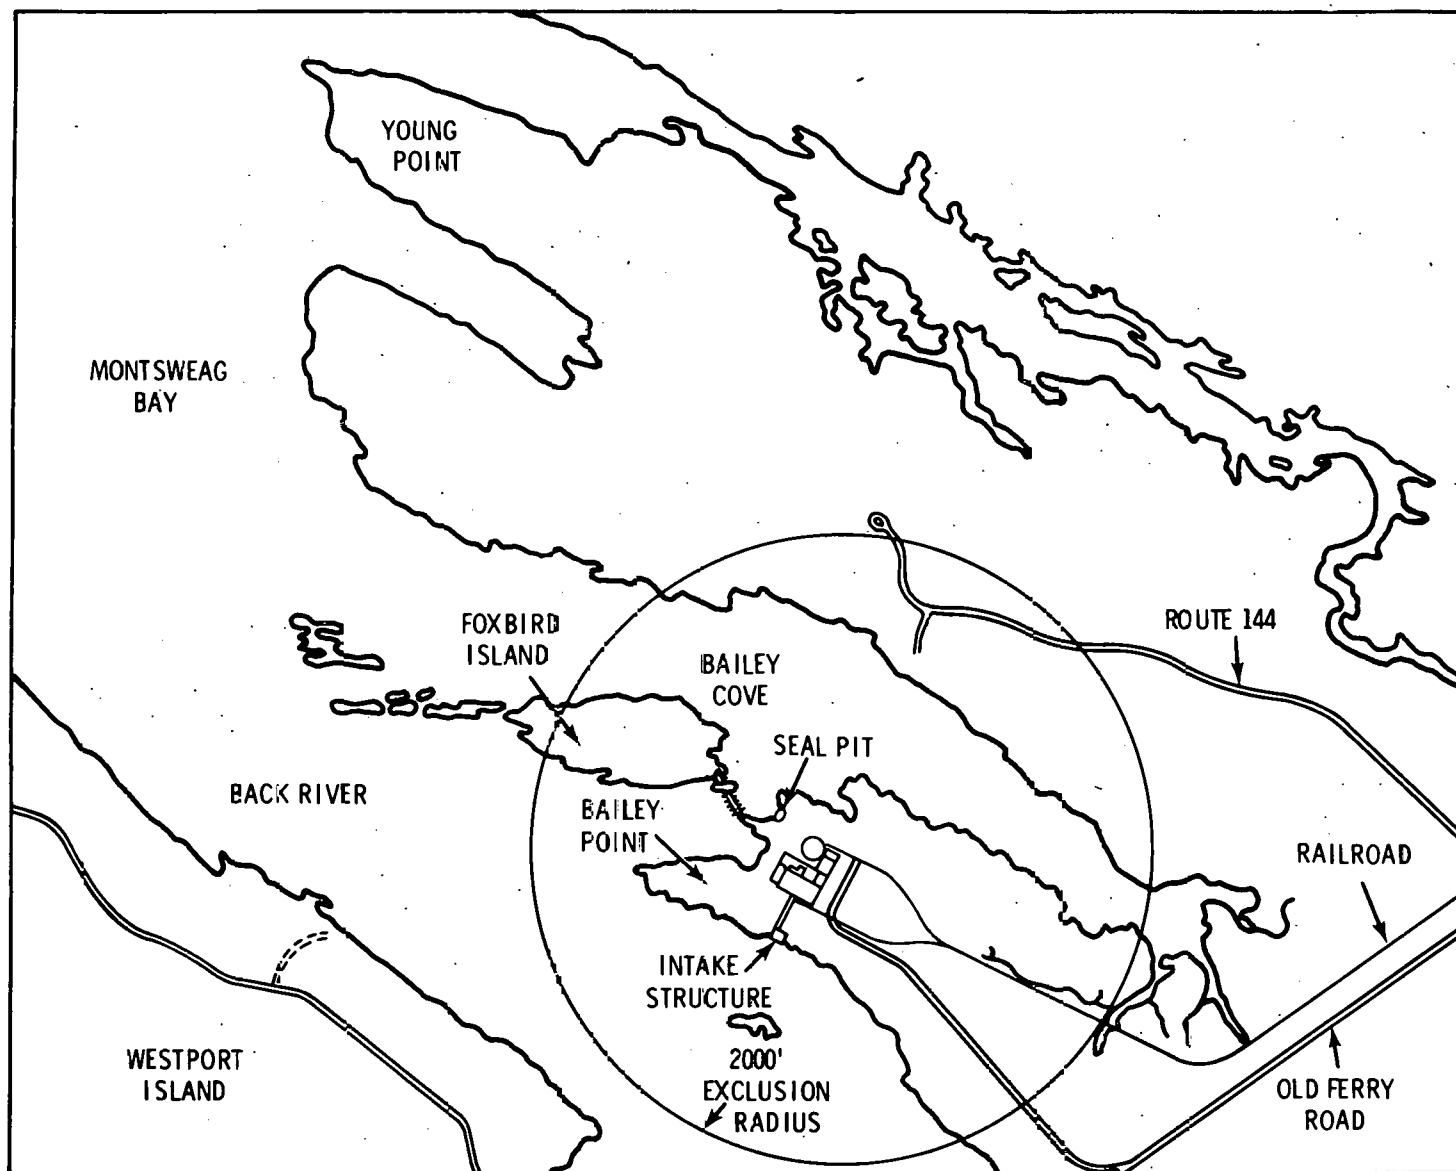 YOUNG
POINT
MONTSWEAG
BAY
FOXBIRD
ISLAND
BAILEY
COVE
ROUTE 144
SEAL PIT
BACK RIVER
BAILEY
POINT
RAILROAD
INTAKE
STRUCTURE
2000'
EXCLUSION
RADIUS
WESTPORT
ISLAND
OLD FERRY
ROAD